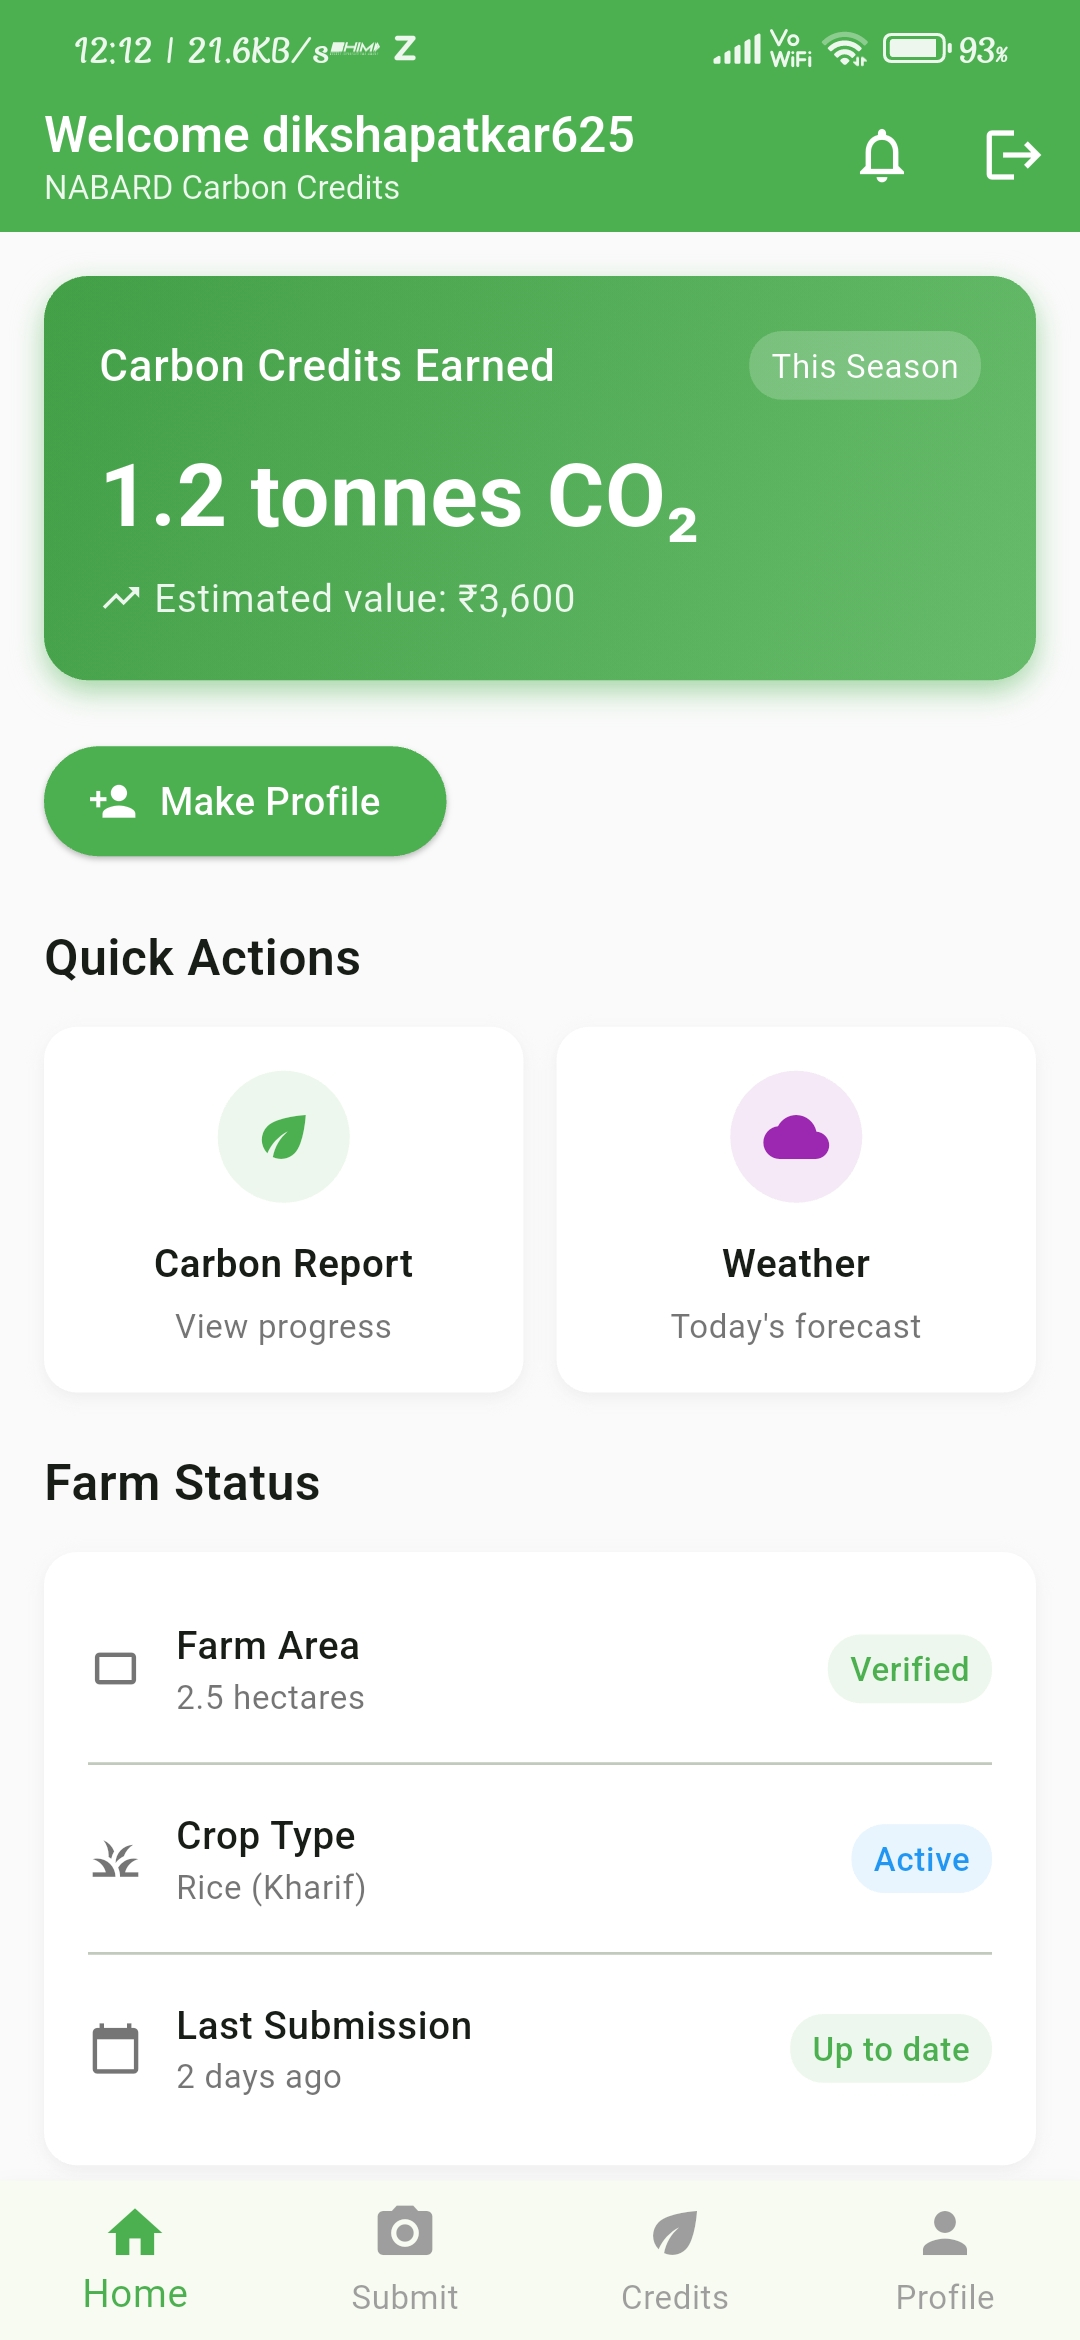 12:12 | 21.6KB/s Z Vo WiFi 93%
Welcome dikshapatkar625
NABARD Carbon Credits
Carbon Credits Earned
This Season
1.2 tonnes CO₂
Estimated value: ₹3,600
Make Profile
Quick Actions
Carbon Report
View progress
Weather
Today's forecast
Farm Status
Farm Area
2.5 hectares
Verified
Crop Type
Rice (Kharif)
Active
Last Submission
2 days ago
Up to date
Home
Submit
Credits
Profile